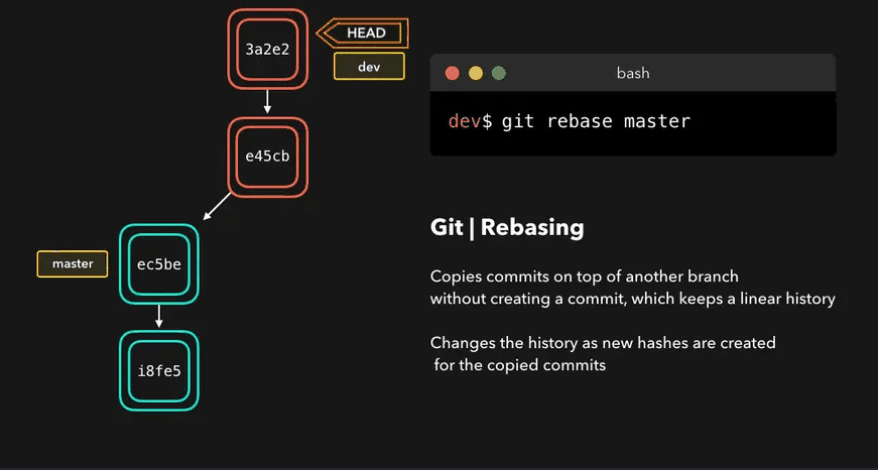 3a2e2
HEAD
dev
e45cb
master
ec5be
i8fe5
bash
dev$ git rebase master
Git | Rebasing
Copies commits on top of another branch
without creating a commit, which keeps a linear history
Changes the history as new hashes are created
for the copied commits